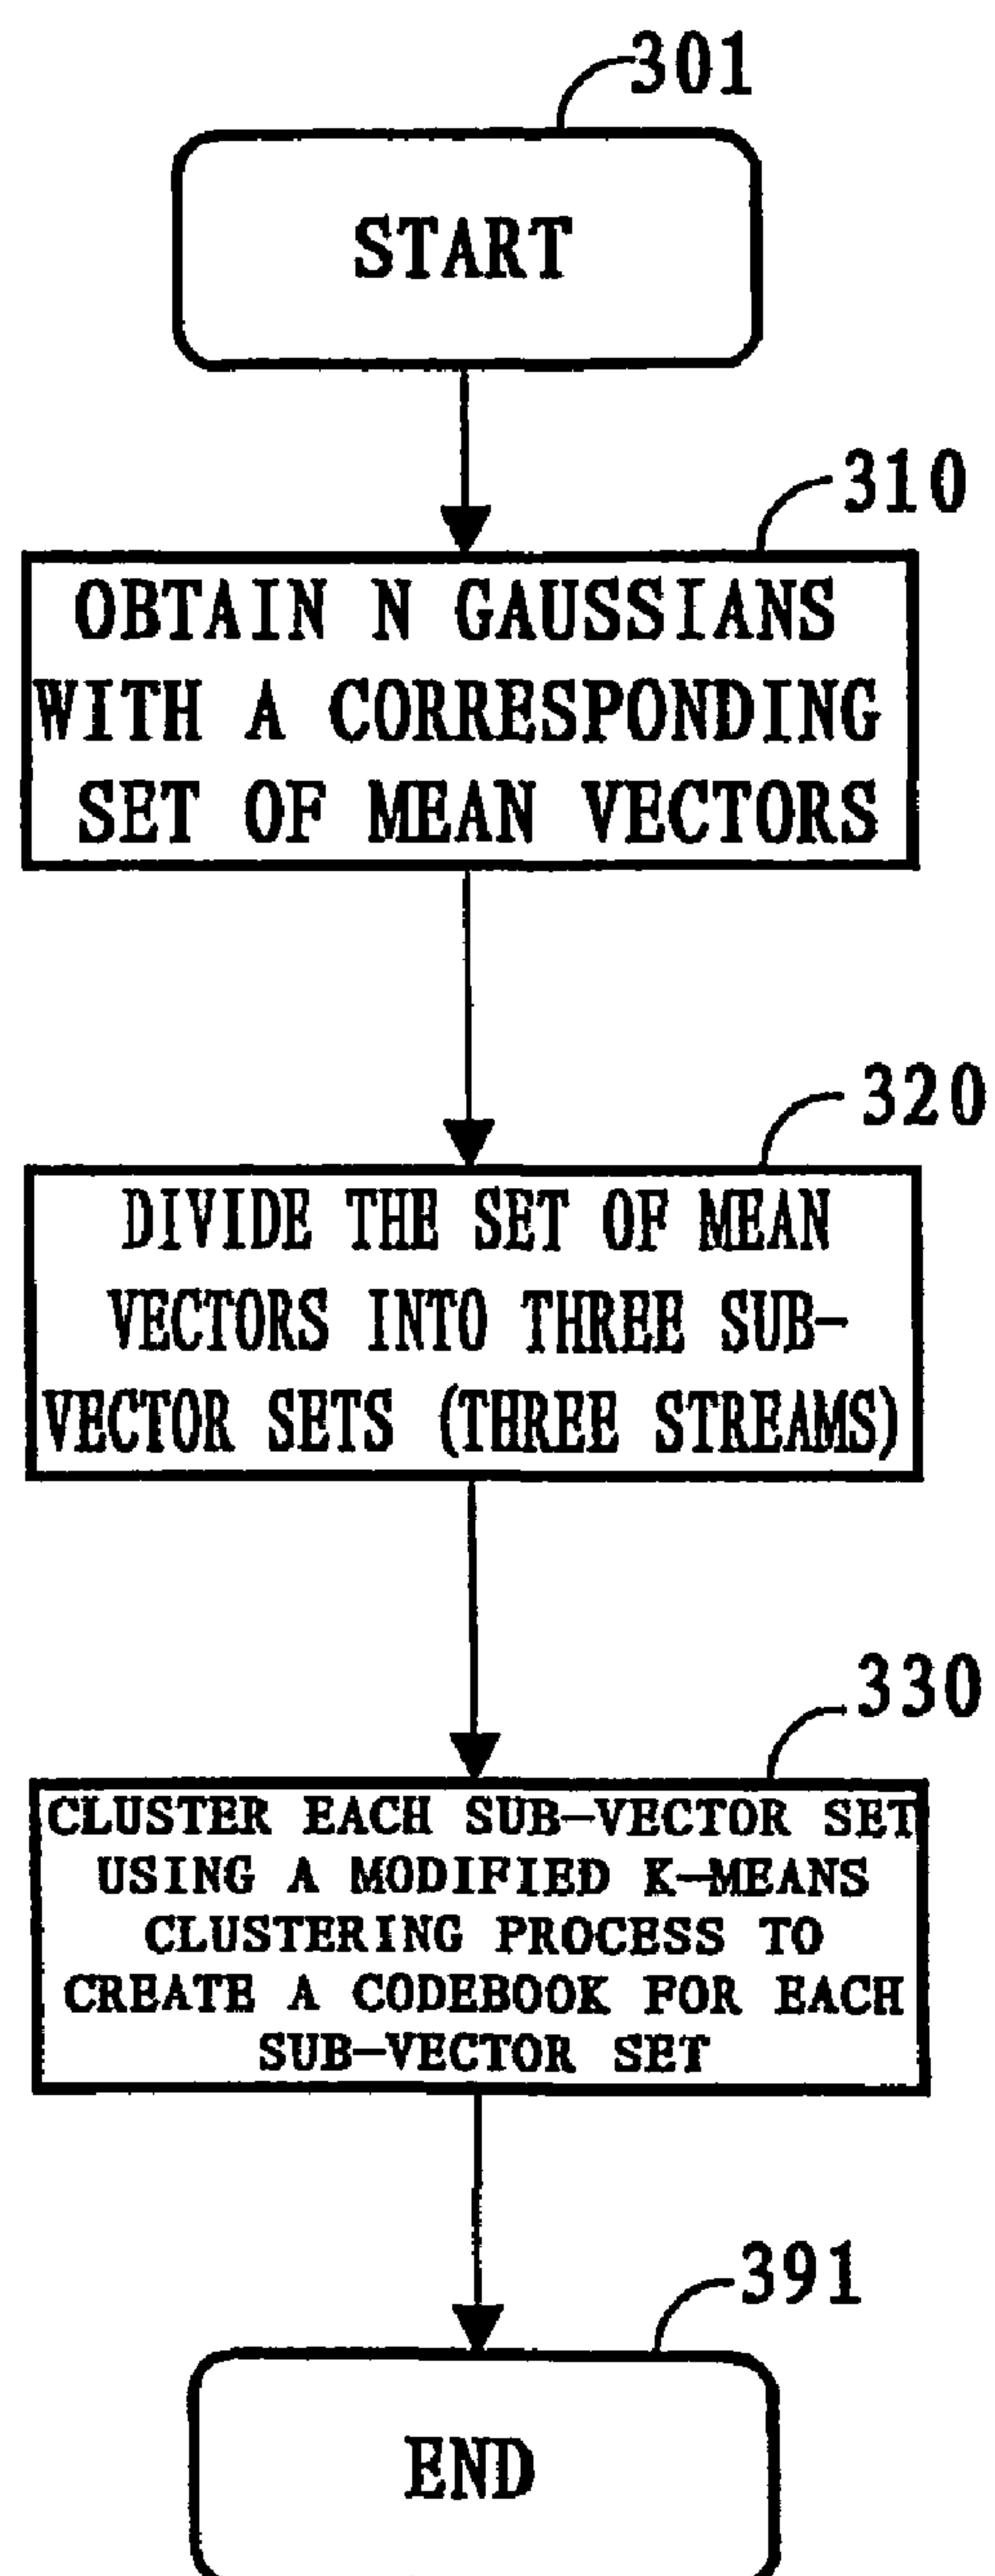 301
START
310
OBTAIN N GAUSSIANS
WITH A CORRESPONDING
SET OF MEAN VECTORS
320
DIVIDE THE SET OF MEAN
VECTORS INTO THREE SUB-
VECTOR SETS (THREE STREAMS)
330
CLUSTER EACH SUB-VECTOR SET
USING A MODIFIED K-MEANS
CLUSTERING PROCESS TO
CREATE A CODEBOOK FOR EACH
SUB-VECTOR SET
391
END